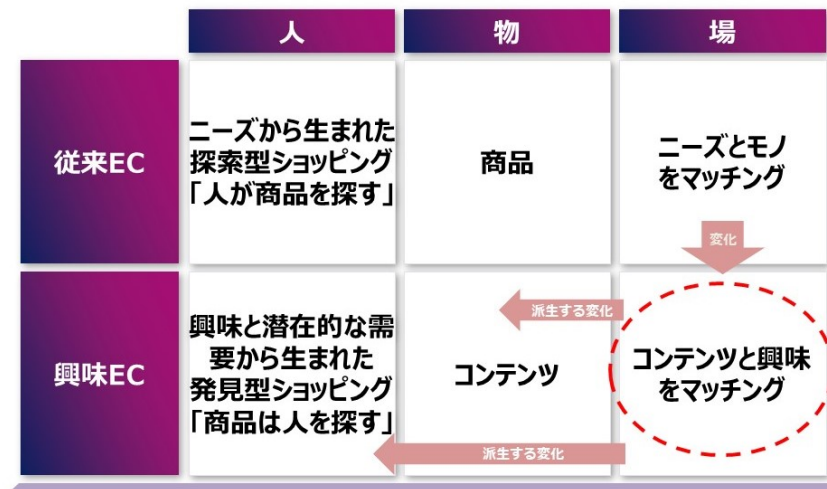 人
物
場
従来EC
ニーズから生まれた
探索型ショッピング
「人が商品を探す」
商品
ニーズとモノ
をマッチング
変化
興味EC
興味と潜在的な需
要から生まれた
発見型ショッピング
「商品は人を探す」
派生する変化
コンテンツ
コンテンツと興味
をマッチング
派生する変化